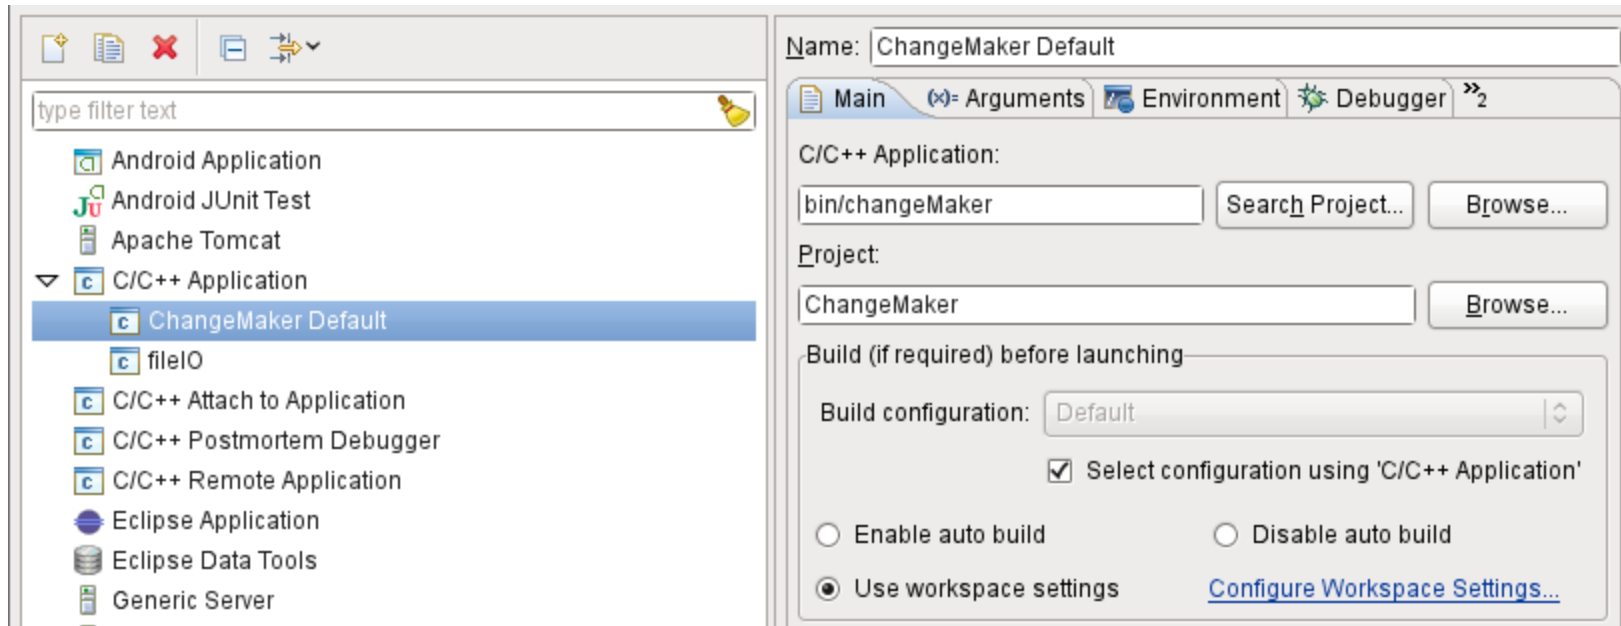 type filter text
Android Application
Android JUnit Test
Apache Tomcat
C/C++ Application
ChangeMaker Default
fileIO
C/C++ Attach to Application
C/C++ Postmortem Debugger
C/C++ Remote Application
Eclipse Application
Eclipse Data Tools
Generic Server
Name: ChangeMaker Default
Main (x)= Arguments Environment Debugger »2
C/C++ Application:
bin/changeMaker Search Project... Browse...
Project:
ChangeMaker Browse...
Build (if required) before launching
Build configuration: Default
Select configuration using 'C/C++ Application'
Enable auto build Disable auto build
Use workspace settings Configure Workspace Settings...